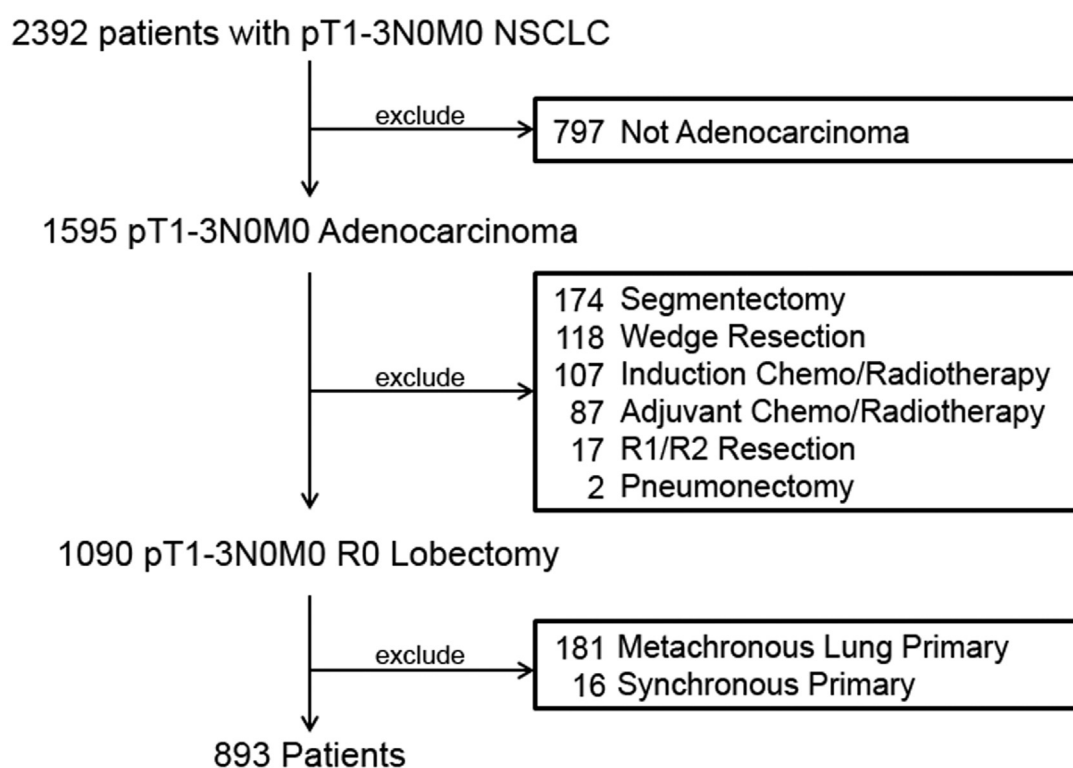 2392 patients with pT1-3N0M0 NSCLC
exclude
797 Not Adenocarcinoma
1595 pT1-3N0M0 Adenocarcinoma
174 Segmentectomy
118 Wedge Resection
107 Induction Chemo/Radiotherapy
exclude
87 Adjuvant Chemo/Radiotherapy
17 R1/R2 Resection
2 Pneumonectomy
1090 pT1-3N0M0 R0 Lobectomy
exclude
181 Metachronous Lung Primary
16 Synchronous Primary
893 Patients